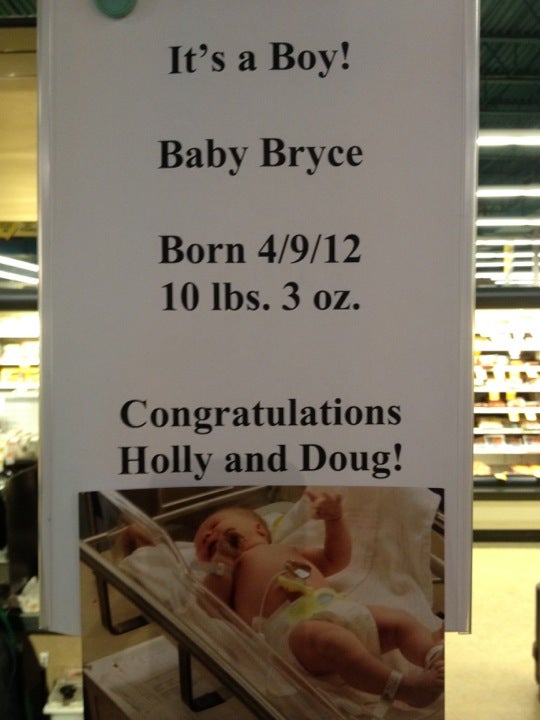 It's a Boy!
Baby Bryce
Born 4/9/12
10 lbs. 3 oz.
Congratulations
Holly and Doug!